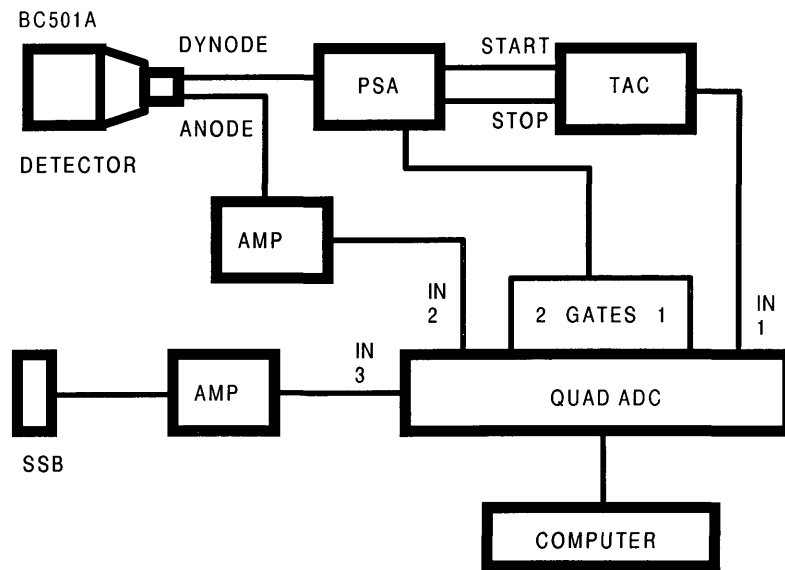 BC501A
DYNODE
ANODE
DETECTOR
PSA
START
STOP
TAC
AMP
IN
2
2 GATES 1
IN
1
IN
3
SSB
AMP
QUAD ADC
COMPUTER